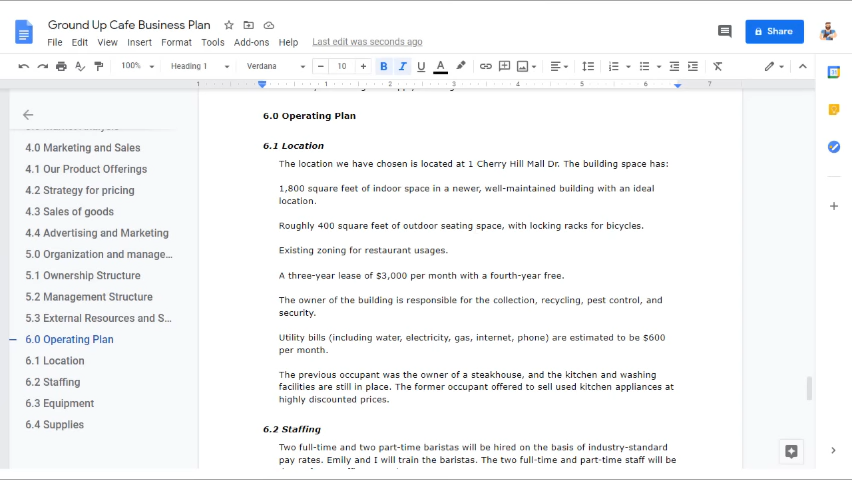 Ground Up Cafe Business Plan
File Edit View Insert Format Tools Add-ons Help Last edit was seconds ago
Share
100% Heading 1 Verdana − 10 + B I U A
1 1 2 3 4 5 6 7
4.0 Marketing and Sales
4.1 Our Product Offerings
4.2 Strategy for pricing
4.3 Sales of goods
4.4 Advertising and Marketing
5.0 Organization and manage...
5.1 Ownership Structure
5.2 Management Structure
5.3 External Resources and S...
6.0 Operating Plan
6.1 Location
6.2 Staffing
6.3 Equipment
6.4 Supplies
6.0 Operating Plan
6.1 Location
The location we have chosen is located at 1 Cherry Hill Mall Dr. The building space has:
1,800 square feet of indoor space in a newer, well-maintained building with an ideal
location.
Roughly 400 square feet of outdoor seating space, with locking racks for bicycles.
Existing zoning for restaurant usages.
A three-year lease of $3,000 per month with a fourth-year free.
The owner of the building is responsible for the collection, recycling, pest control, and
security.
Utility bills (including water, electricity, gas, internet, phone) are estimated to be $600
per month.
The previous occupant was the owner of a steakhouse, and the kitchen and washing
facilities are still in place. The former occupant offered to sell used kitchen appliances at
highly discounted prices.
6.2 Staffing
Two full-time and two part-time baristas will be hired on the basis of industry-standard
pay rates. Emily and I will train the baristas. The two full-time and part-time staff will be